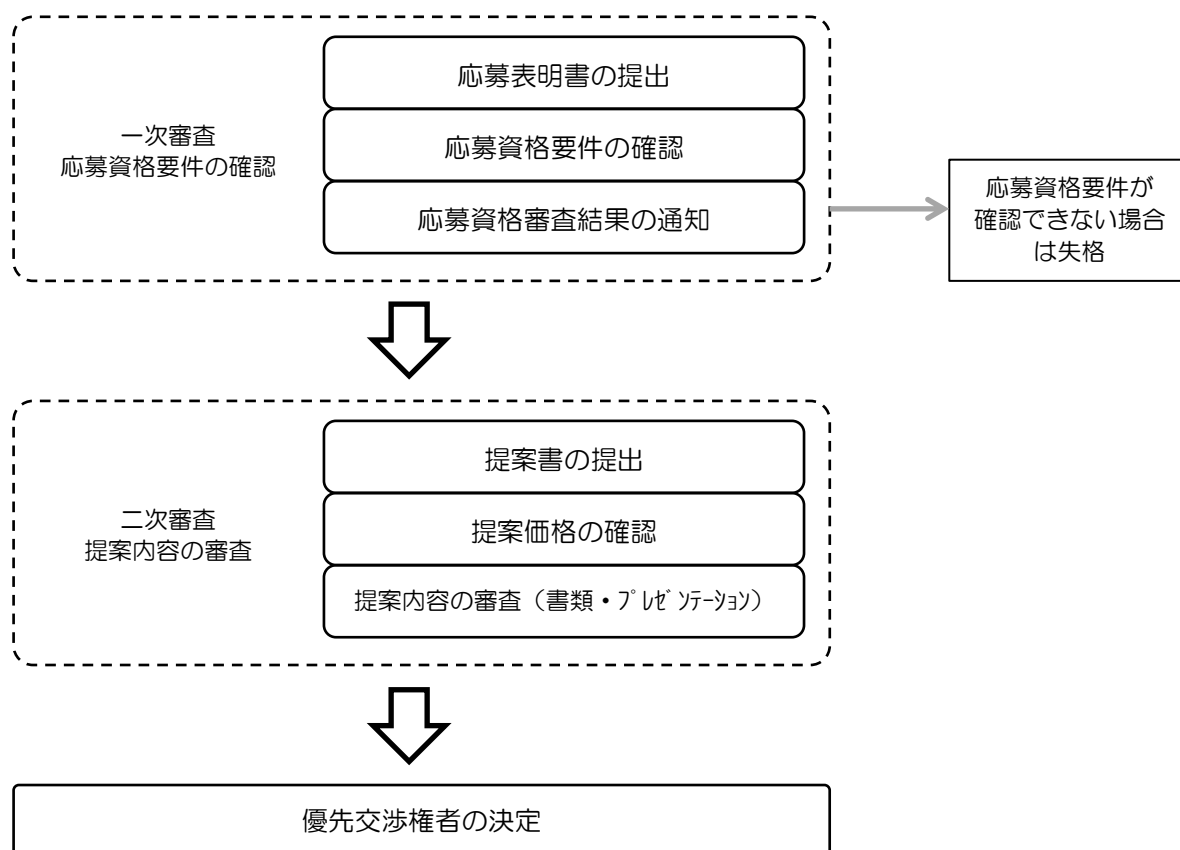 一次審査
応募資格要件の確認
応募表明書の提出
応募資格要件の確認
応募資格審査結果の通知
応募資格要件が
確認できない場合
は失格
二次審査
提案内容の審査
提案書の提出
提案価格の確認
提案内容の審査（書類・ﾌﾟﾚｾﾞﾝﾃｰｼｮﾝ）
優先交渉権者の決定